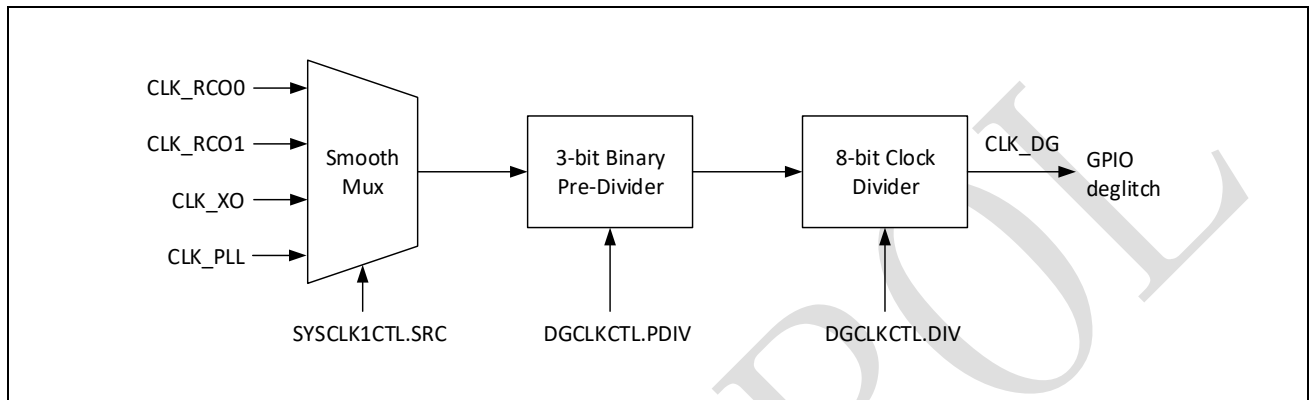 CLK_RCO0
CLK_RCO1
CLK_XO
CLK_PLL
Smooth
Mux
SYSCLK1CTL.SRC
3-bit Binary
Pre-Divider
DGCLKCTL.PDIV
8-bit Clock
Divider
DGCLKCTL.DIV
CLK_DG
GPIO
deglitch
POL